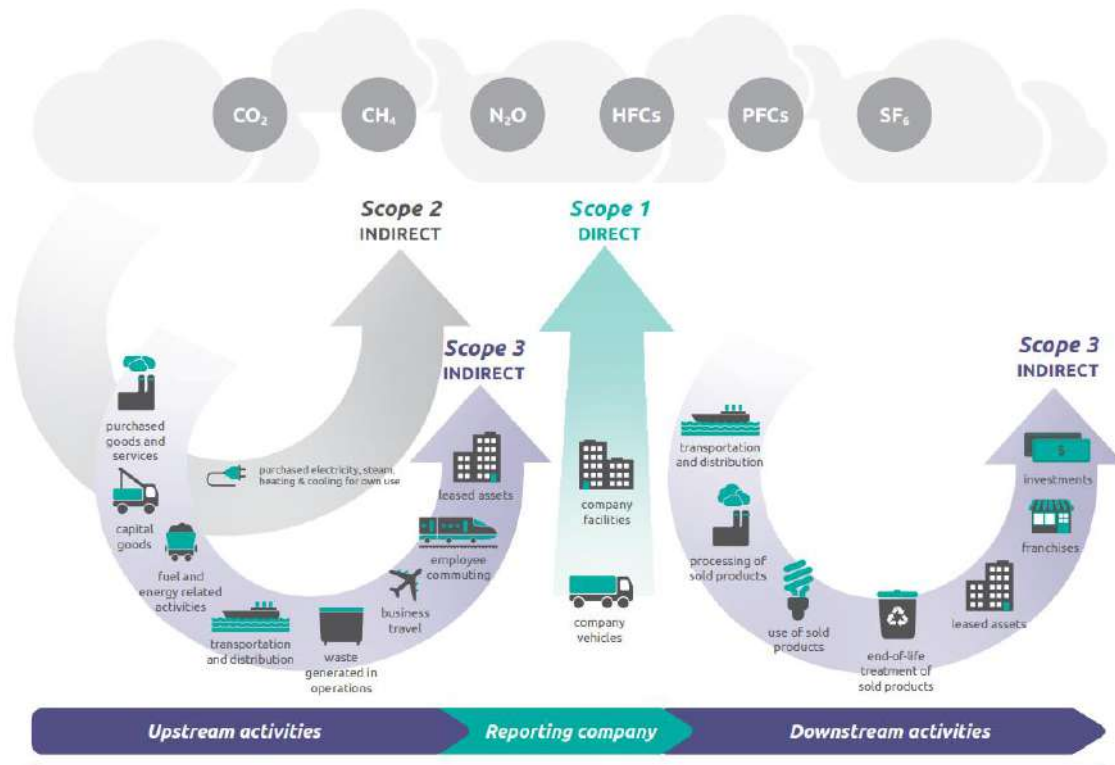 CO₂
CH₄
N₂O
HFCs
PFCs
SF₆
Scope 2
INDIRECT
Scope 1
DIRECT
Scope 3
INDIRECT
Scope 3
INDIRECT
purchased
goods and
services
capital
goods
fuel and
energy related
activities
purchased electricity, steam,
heating & cooling for own use
transportation
and distribution
waste
generated in
operations
business
travel
employee
commuting
leased assets
company
facilities
company
vehicles
transportation
and distribution
processing of
sold products
use of sold
products
end-of-life
treatment of
sold products
leased assets
franchises
$
investments
Upstream activities
Reporting company
Downstream activities